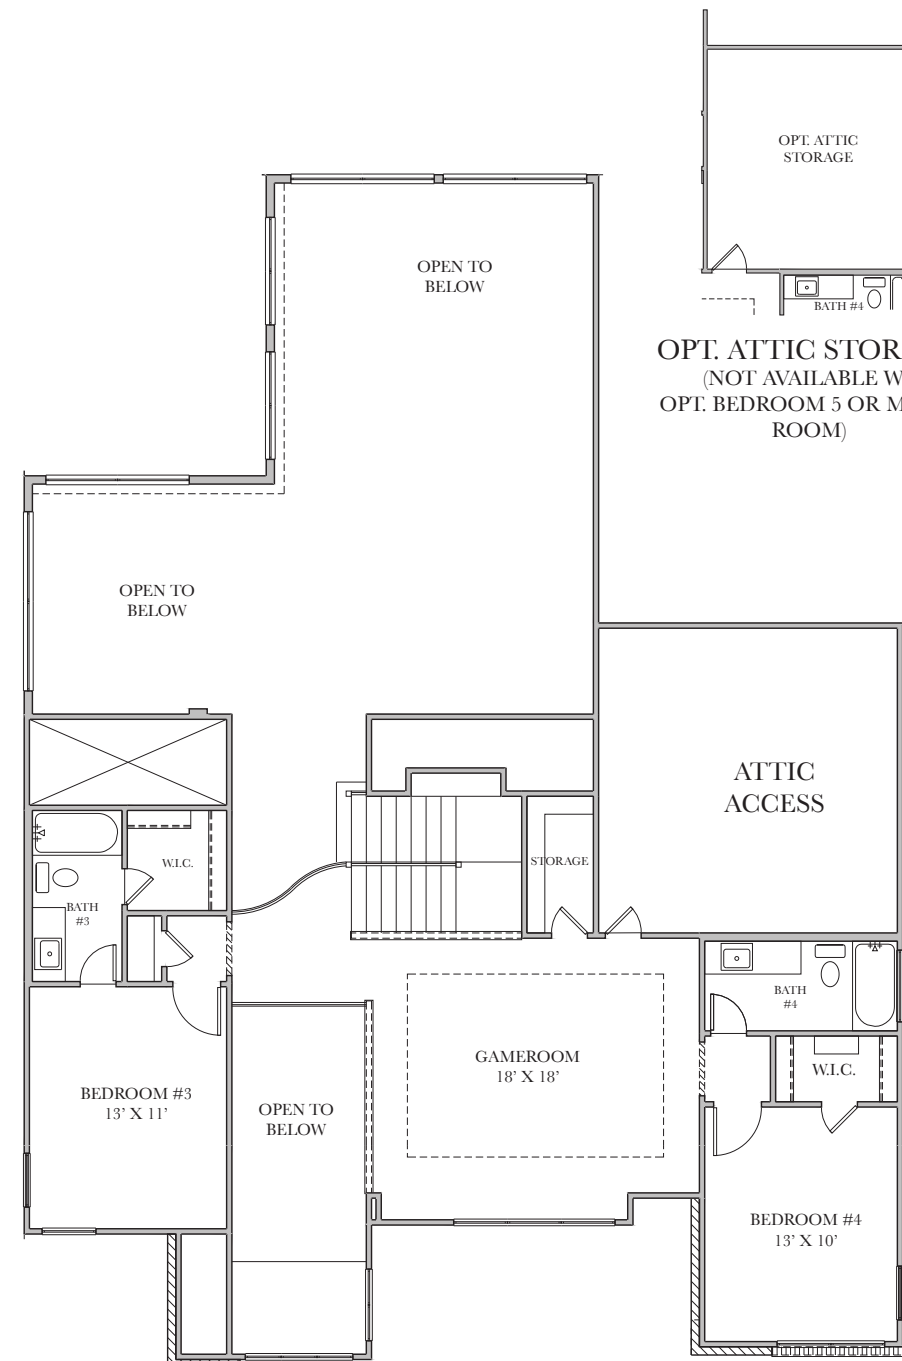 OPT. ATTIC
STORAGE
BATH #4
OPT. ATTIC STOR
(NOT AVAILABLE W
OPT. BEDROOM 5 OR M
ROOM)
OPEN TO
BELOW
OPEN TO
BELOW
ATTIC
ACCESS
W.I.C.
STORAGE
BATH
#3
BATH
#4
GAMEROOM
18' X 18'
W.I.C.
BEDROOM #3
13' X 11'
OPEN TO
BELOW
BEDROOM #4
13' X 10'